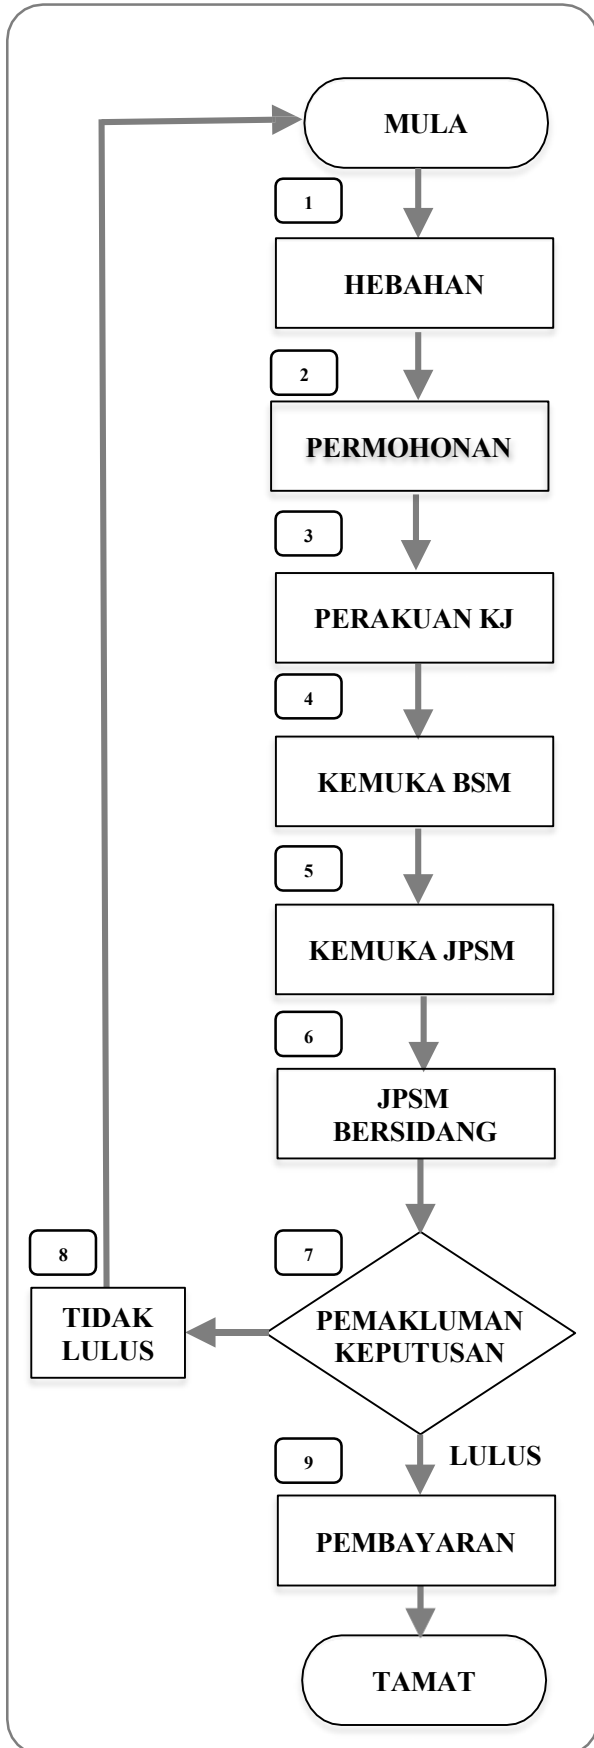 MULA
1
HEBAHAN
2
PERMOHONAN
3
PERAKUAN KJ
4
KEMUKA BSM
5
KEMUKA JPSM
6
JPSM
BERSIDANG
7
PEMAKLUMAN
KEPUTUSAN
8
TIDAK
LULUS
LULUS
9
PEMBAYARAN
TAMAT